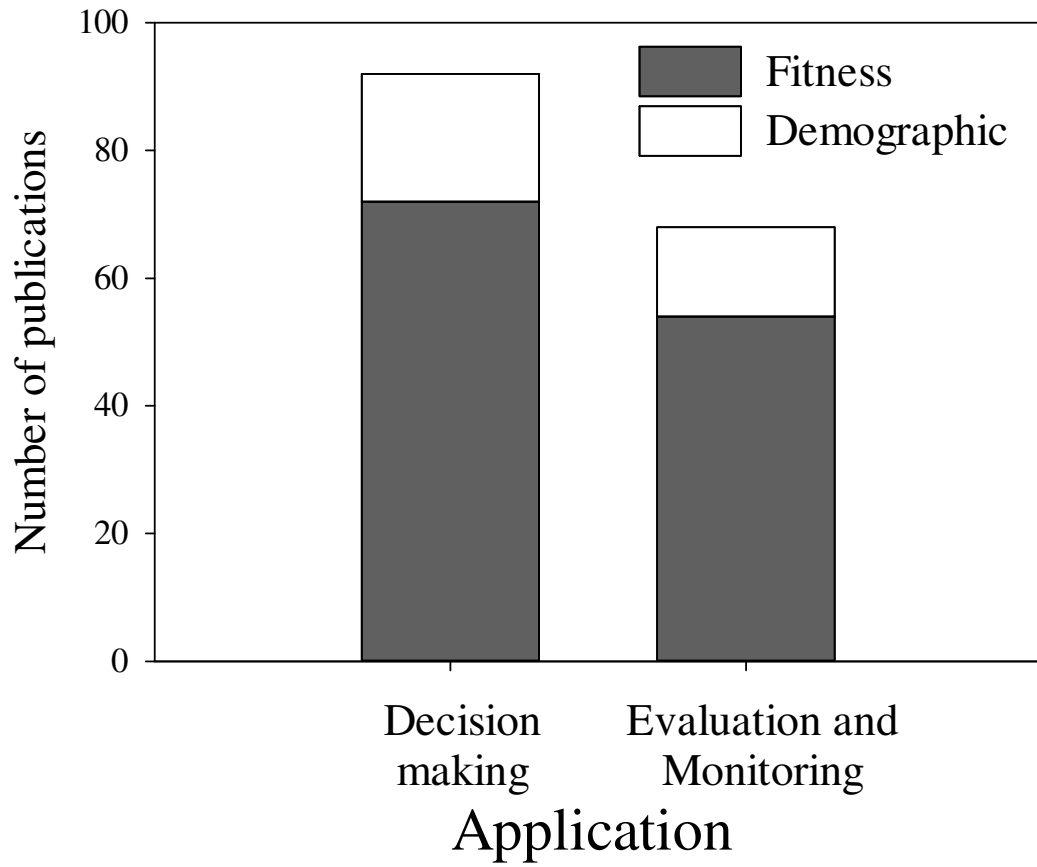 100
80
60
40
20
0
Number of publications
Fitness
Demographic
Decision
making
Evaluation and
Monitoring
Application